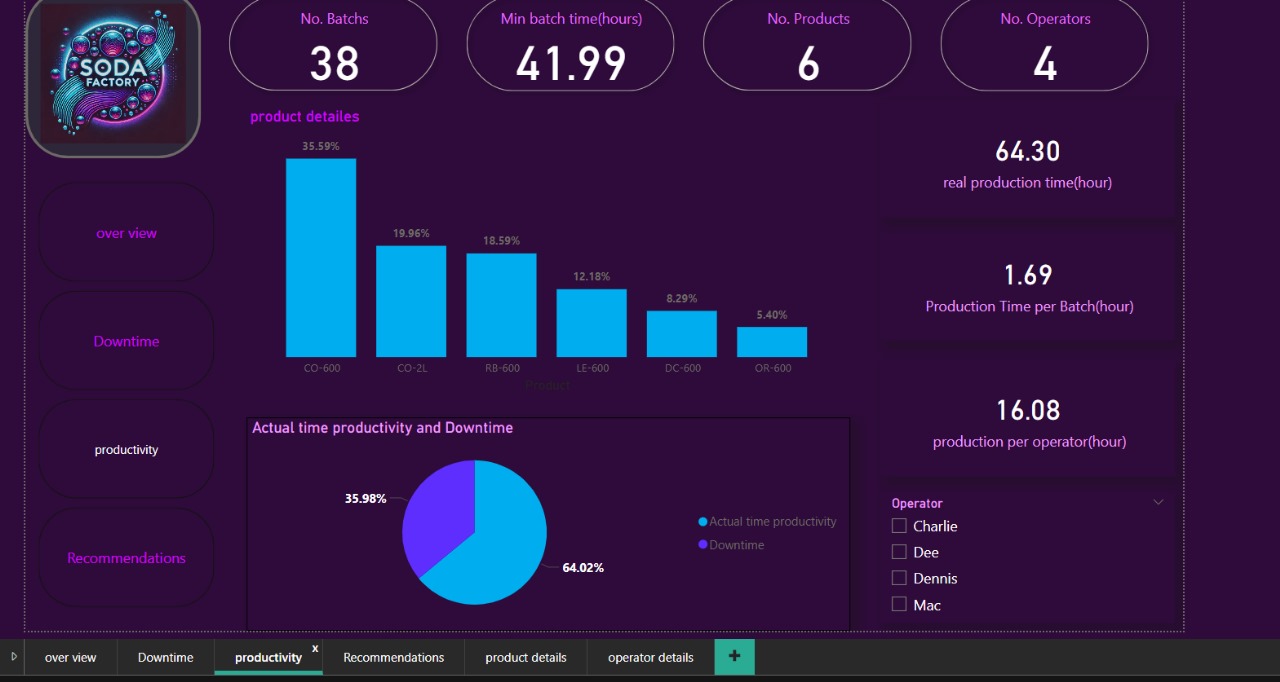 SODA
FACTORY
No. Batchs
38
Min batch time(hours)
41.99
No. Products
6
No. Operators
4
over view
Downtime
productivity
Recommendations
product detailes
35.59%
19.96%
18.59%
12.18%
8.29%
5.40%
CO-600
CO-2L
RB-600
LE-600
DC-600
OR-600
Product
Actual time productivity and Downtime
35.98%
64.02%
Actual time productivity
Downtime
64.30
real production time(hour)
1.69
Production Time per Batch(hour)
16.08
production per operator(hour)
Operator
Charlie
Dee
Dennis
Mac
over view
Downtime
productivity
x
Recommendations
product details
operator details
+